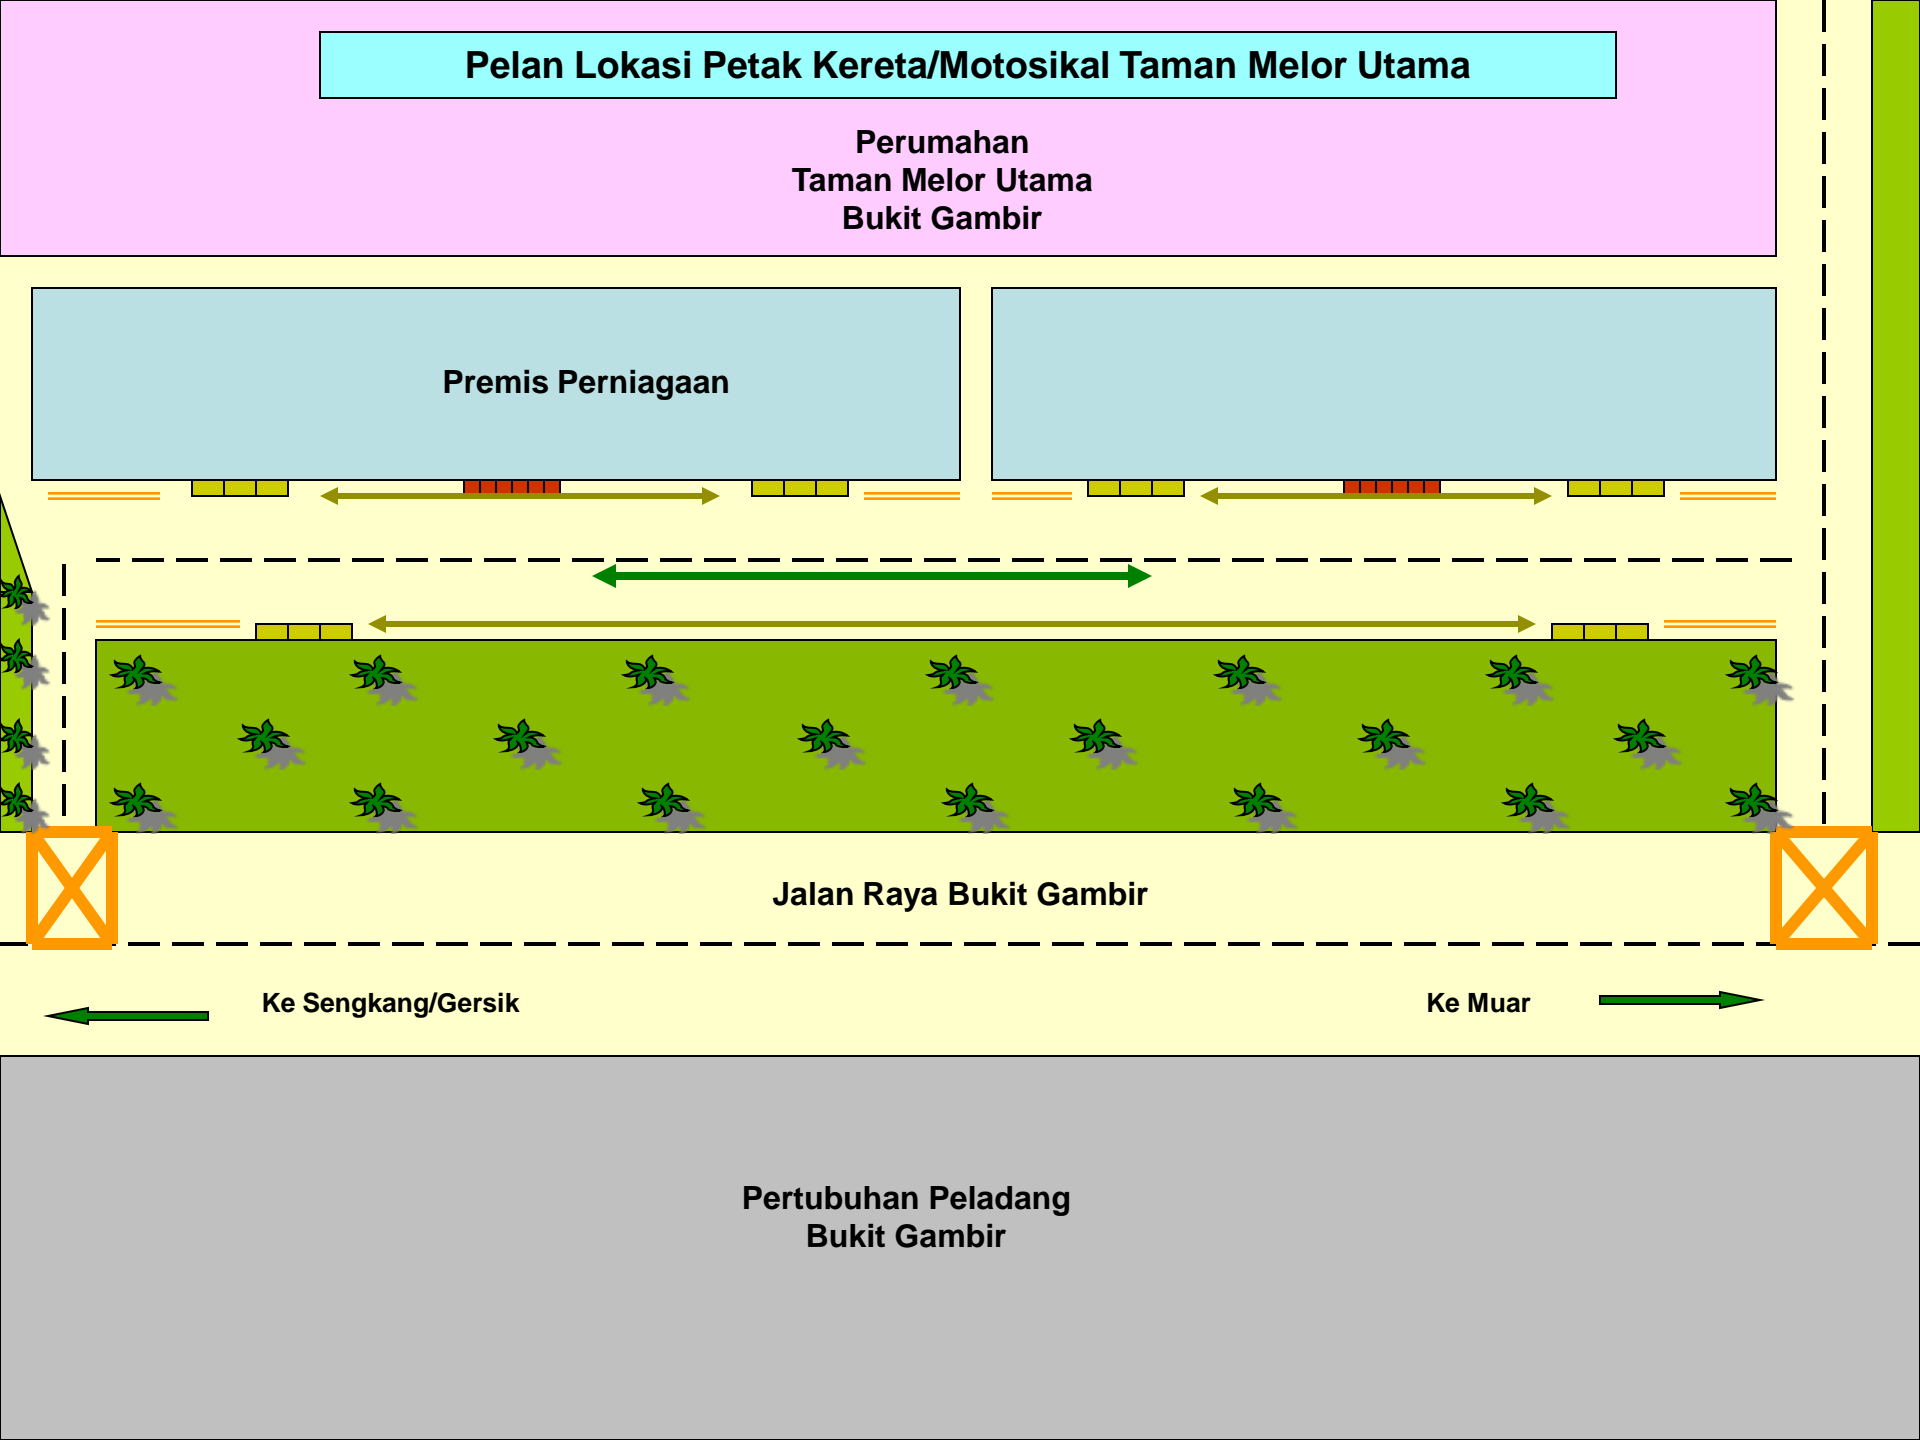 Pelan Lokasi Petak Kereta/Motosikal Taman Melor Utama
Perumahan
Taman Melor Utama
Bukit Gambir
Premis Perniagaan
Jalan Raya Bukit Gambir
Ke Sengkang/Gersik
Ke Muar
Pertubuhan Peladang
Bukit Gambir